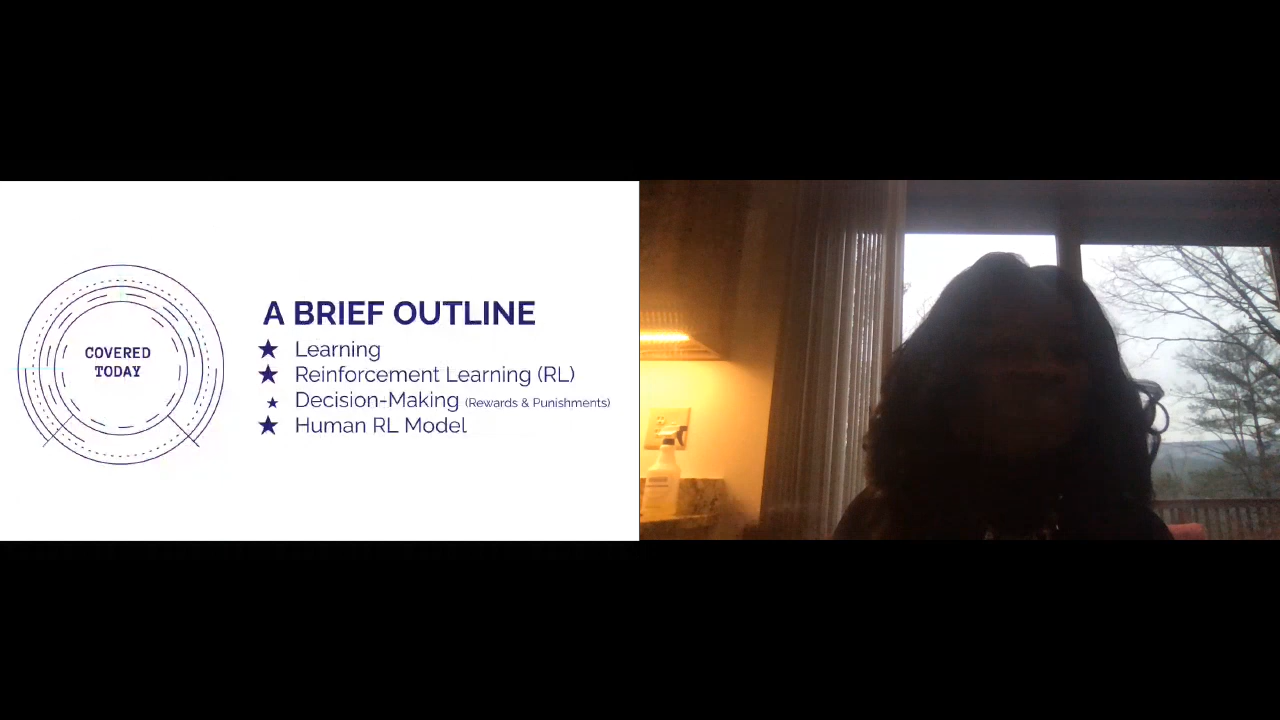 COVERED
TODAY
A BRIEF OUTLINE
★ Learning
★ Reinforcement Learning (RL)
★ Decision-Making (Rewards & Punishments)
★ Human RL Model